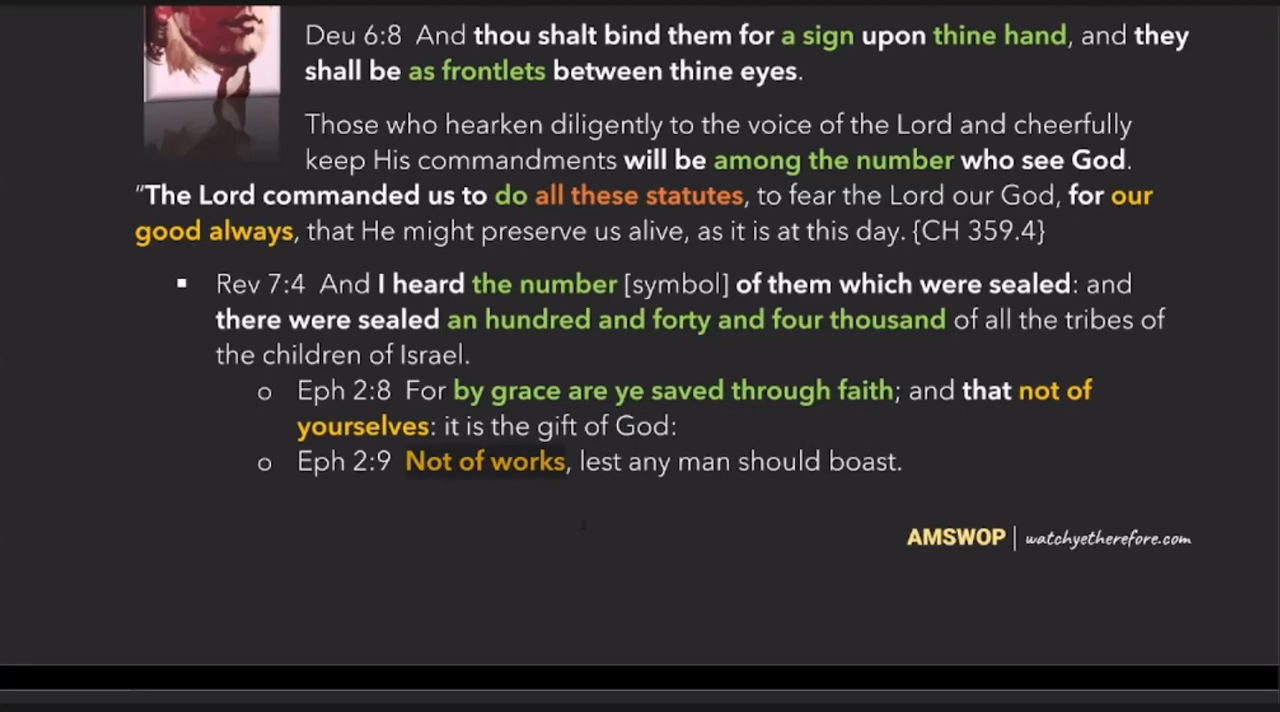 Deu 6:8 And thou shalt bind them for a sign upon thine hand, and they
shall be as frontlets between thine eyes.
Those who hearken diligently to the voice of the Lord and cheerfully
keep His commandments will be among the number who see God.
“The Lord commanded us to do all these statutes, to fear the Lord our God, for our
good always, that He might preserve us alive, as it is at this day. {CH 359.4}
▪ Rev 7:4 And I heard the number [symbol] of them which were sealed: and
there were sealed an hundred and forty and four thousand of all the tribes of
the children of Israel.
o Eph 2:8 For by grace are ye saved through faith; and that not of
yourselves: it is the gift of God:
o Eph 2:9 Not of works, lest any man should boast.
AMSWOP | watchyetherefore.com